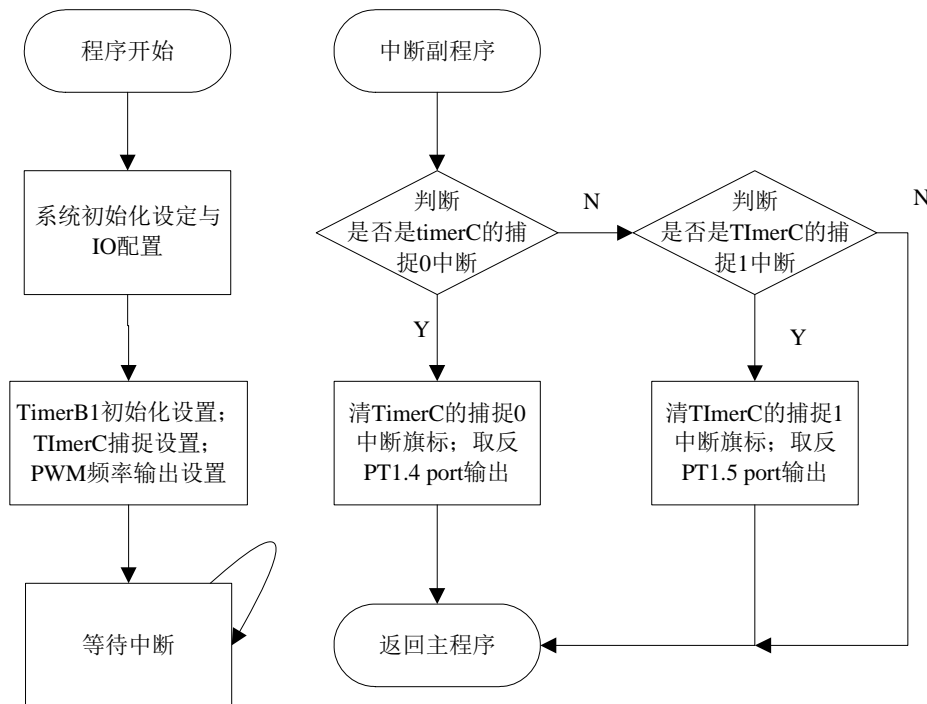 程序开始
系统初始化设定与
IO配置
TimerB1初始化设置；
TImerC捕捉设置；
PWM频率输出设置
等待中断
中断副程序
判断
是否是timerC的捕
捉0中断
N
判断
是否是TImerC的捕
捉1中断
N
Y
Y
清TimerC的捕捉0
中断旗标；取反
PT1.4 port输出
清TImerC的捕捉1
中断旗标；取反
PT1.5 port输出
返回主程序